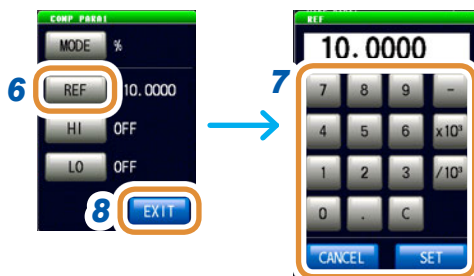 COMP PARA1
MODE %
6 REF 10.0000
HI OFF
LO OFF
8 EXIT
REF
10.0000
7
7 8 9 -
4 5 6 x10³
1 2 3 /10³
0 . C
CANCEL SET